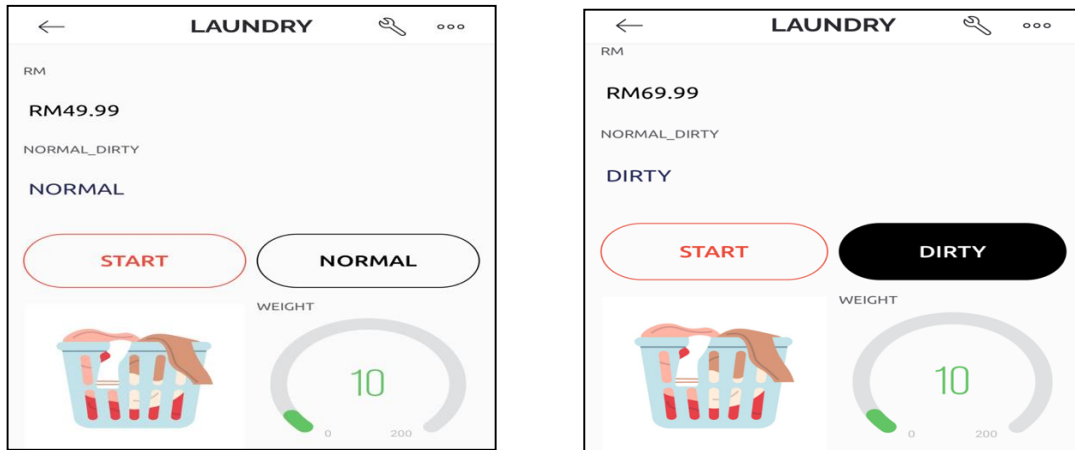 LAUNDRY
RM
RM49.99
NORMAL_DIRTY
NORMAL
START
NORMAL
WEIGHT
10
0
200
LAUNDRY
RM
RM69.99
NORMAL_DIRTY
DIRTY
START
DIRTY
WEIGHT
10
0
200